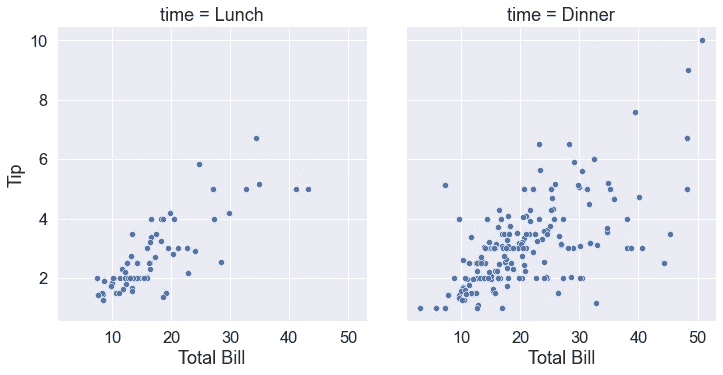 time = Lunch
time = Dinner
10
8
6
4
2
Tip
10 20 30 40 50
10 20 30 40 50
Total Bill
Total Bill